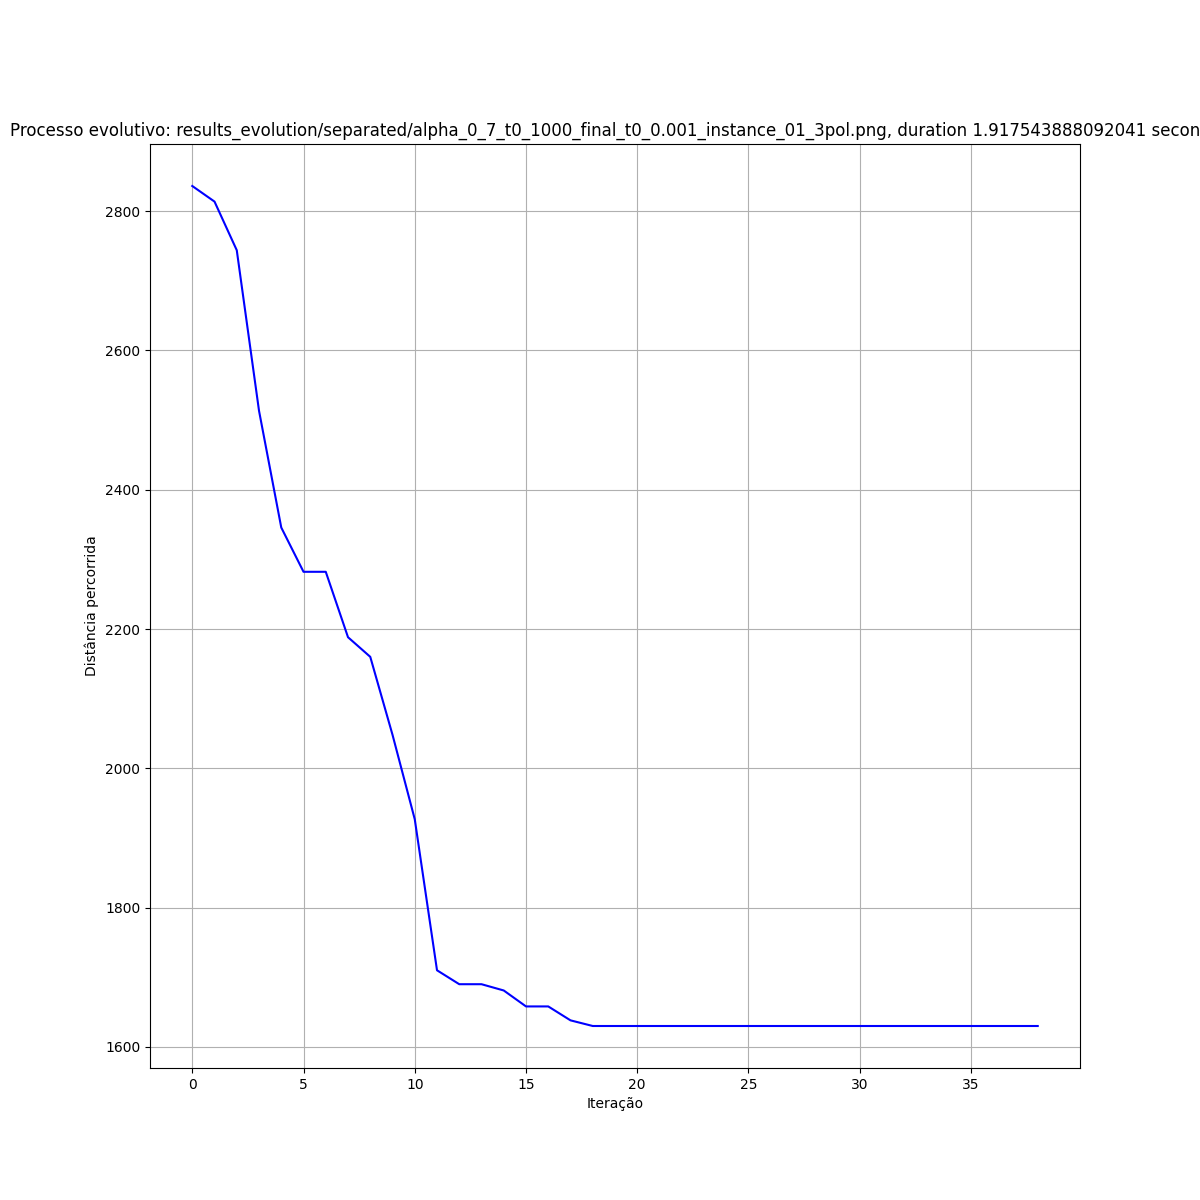 Processo evolutivo: results_evolution/separated/alpha_0_7_t0_1000_final_t0_0.001_instance_01_3pol.png, duration 1.917543888092041 secon
2800
2600
2400
2200
2000
1800
1600
Distância percorrida
0 5 10 15 20 25 30 35
Iteração